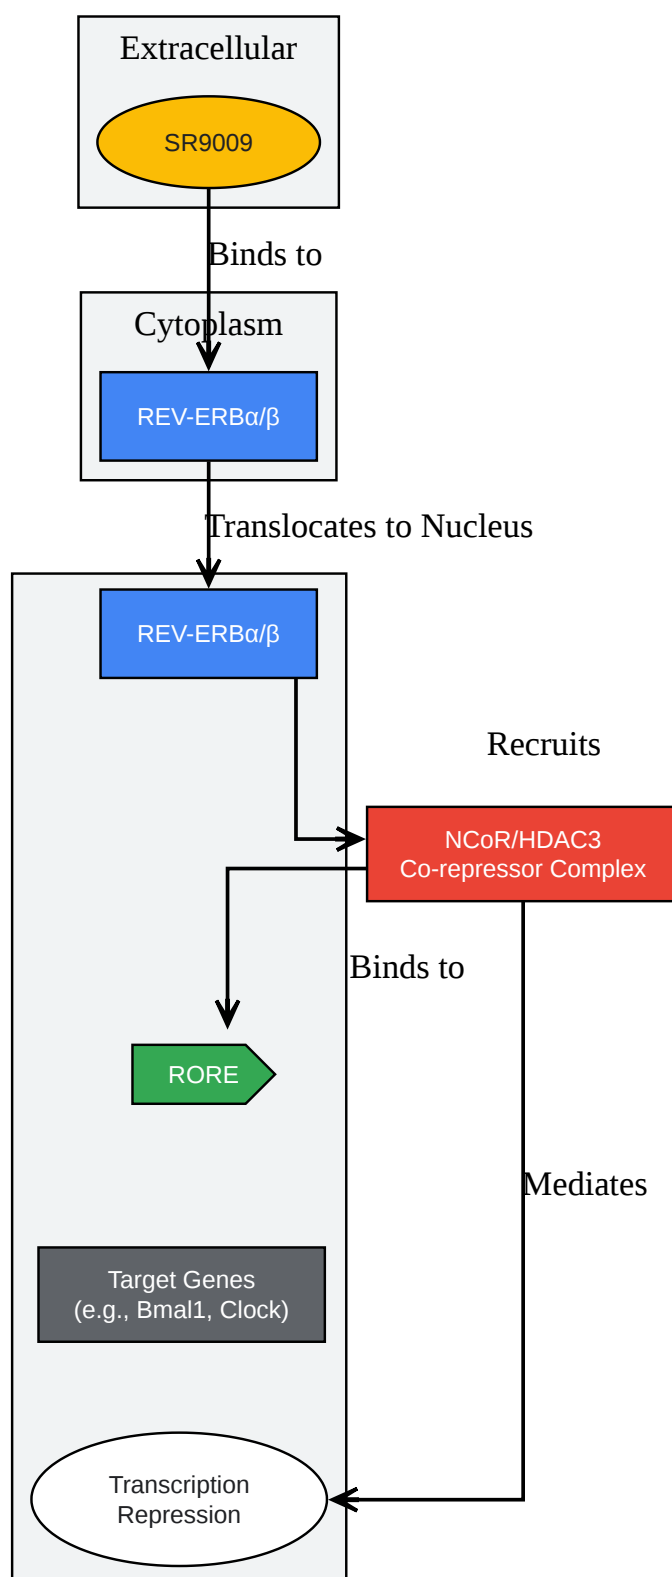 Extracellular
SR9009
Binds to
Cytoplasm
REV-ERBα/β
Translocates to Nucleus
REV-ERBα/β
Recruits
NCoR/HDAC3
Co-repressor Complex
Binds to
RORE
Mediates
Target Genes
(e.g., Bmal1, Clock)
Transcription
Repression